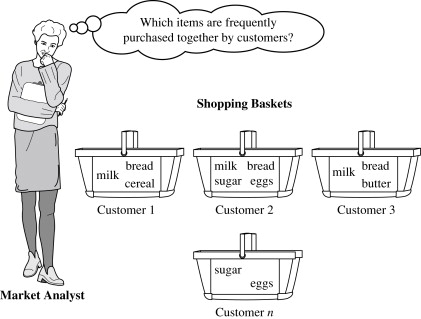 Which items are frequently
purchased together by customers?
Shopping Baskets
milk bread
cereal
Customer 1
milk bread
sugar eggs
Customer 2
milk bread
butter
Customer 3
sugar
eggs
Customer n
Market Analyst